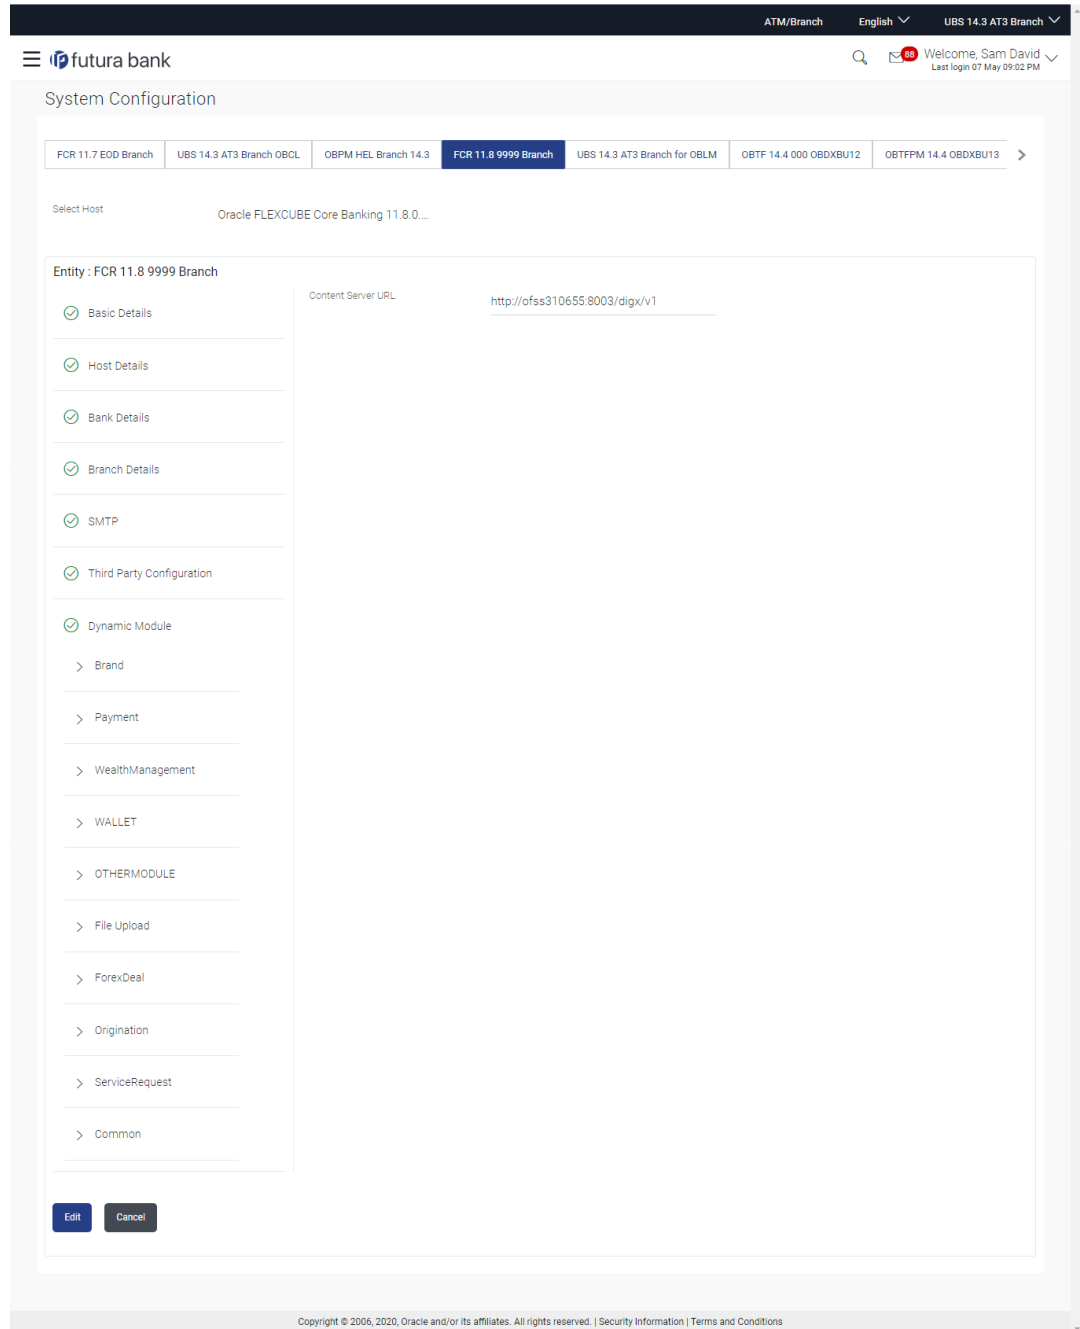 ATM/Branch English UBS 14.3 AT3 Branch
futura bank 88 Welcome, Sam David
Last login 07 May 09:02 PM
System Configuration
FCR 11.7 EOD Branch UBS 14.3 AT3 Branch OBCL OBPM HEL Branch 14.3 FCR 11.8 9999 Branch UBS 14.3 AT3 Branch for OBLM OBTF 14.4 000 OBDXBU12 OBTFPM 14.4 OBDXBU13
Select Host Oracle FLEXCUBE Core Banking 11.8.0....
Entity : FCR 11.8 9999 Branch
Content Server URL http://ofss310655:8003/digx/v1
Basic Details
Host Details
Bank Details
Branch Details
SMTP
Third Party Configuration
Dynamic Module
Brand
Payment
WealthManagement
WALLET
OTHERMODULE
File Upload
ForexDeal
Origination
ServiceRequest
Common
Edit Cancel
Copyright © 2006, 2020, Oracle and/or its affiliates. All rights reserved. | Security Information | Terms and Conditions